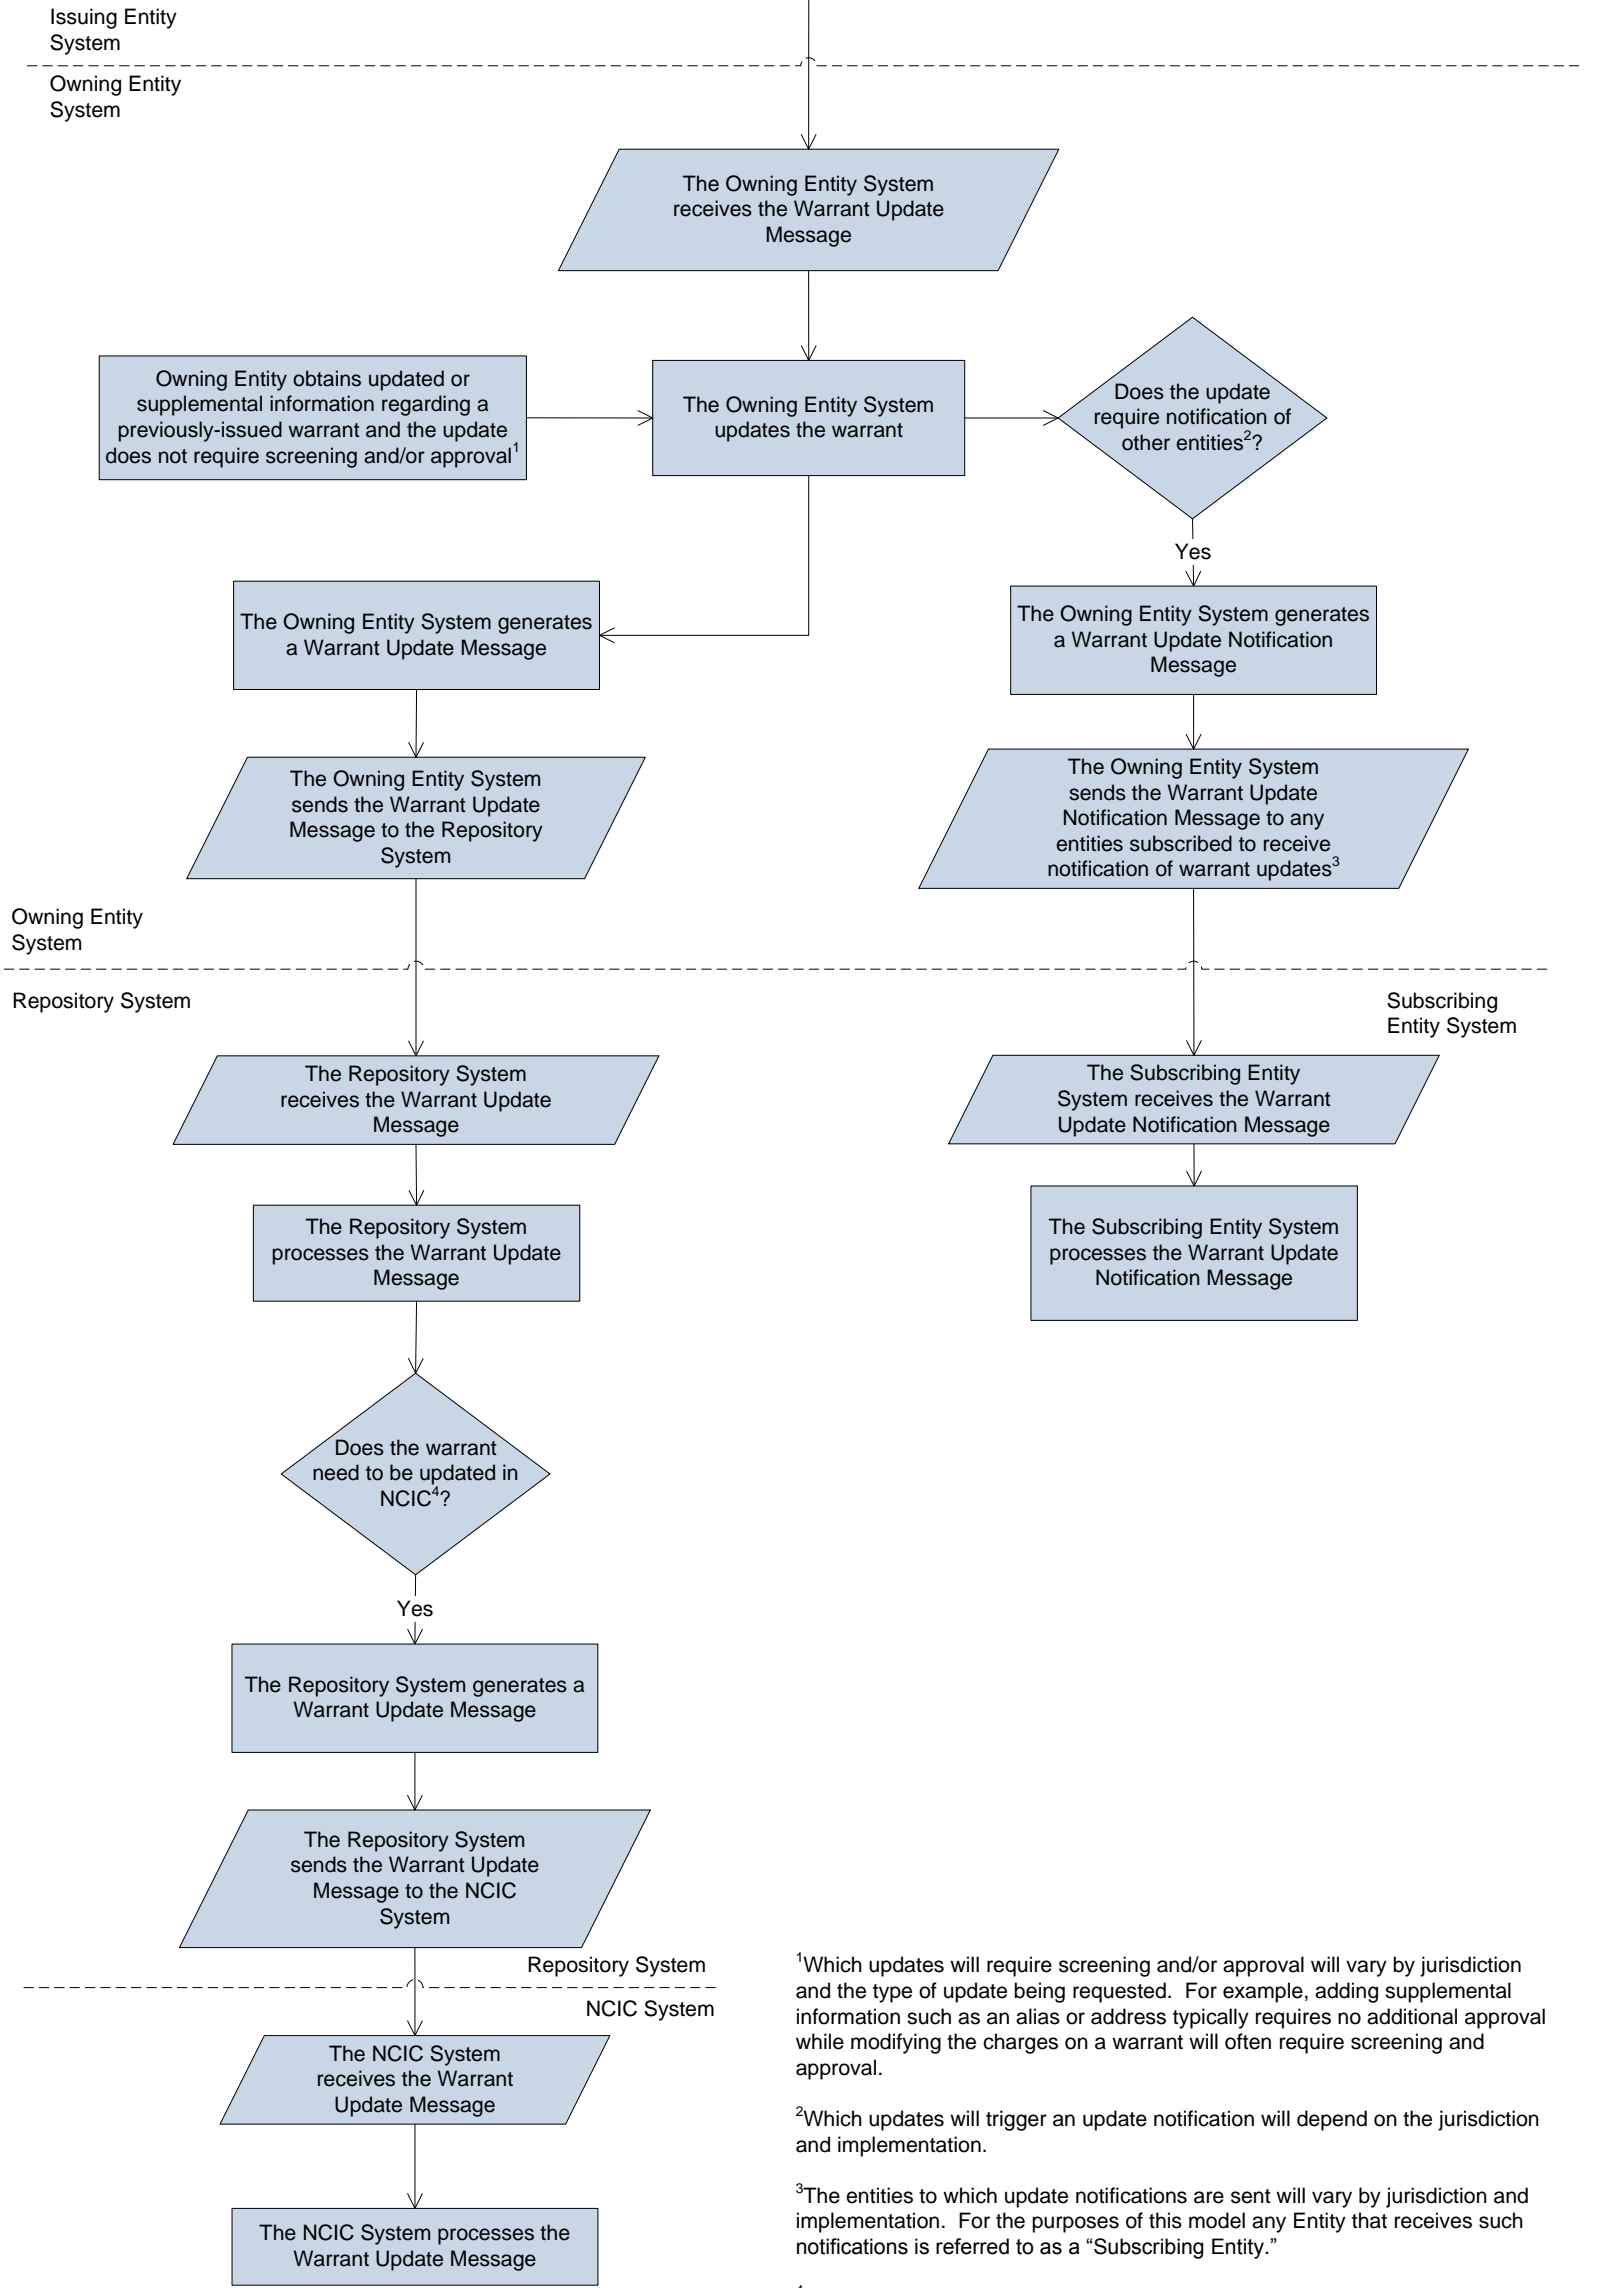 Issuing Entity
System
Owning Entity
System
The Owning Entity System
receives the Warrant Update
Message
Owning Entity obtains updated or
supplemental information regarding a
previously-issued warrant and the update
does not require screening and/or approval1
The Owning Entity System
updates the warrant
Does the update
require notification of
other entities2?
Yes
The Owning Entity System generates
a Warrant Update Message
The Owning Entity System generates
a Warrant Update Notification
Message
The Owning Entity System
sends the Warrant Update
Message to the Repository
System
The Owning Entity System
sends the Warrant Update
Notification Message to any
entities subscribed to receive
notification of warrant updates3
Owning Entity
System
Repository System
Subscribing
Entity System
The Repository System
receives the Warrant Update
Message
The Subscribing Entity
System receives the Warrant
Update Notification Message
The Repository System
processes the Warrant Update
Message
The Subscribing Entity System
processes the Warrant Update
Notification Message
Does the warrant
need to be updated in
NCIC4?
Yes
The Repository System generates a
Warrant Update Message
The Repository System
sends the Warrant Update
Message to the NCIC
System
Repository System
NCIC System
The NCIC System
receives the Warrant
Update Message
The NCIC System processes the
Warrant Update Message
1Which updates will require screening and/or approval will vary by jurisdiction
and the type of update being requested.  For example, adding supplemental
information such as an alias or address typically requires no additional approval
while modifying the charges on a warrant will often require screening and
approval.
2Which updates will trigger an update notification will depend on the jurisdiction
and implementation.
3The entities to which update notifications are sent will vary by jurisdiction and
implementation.  For the purposes of this model any Entity that receives such
notifications is referred to as a “Subscribing Entity.”